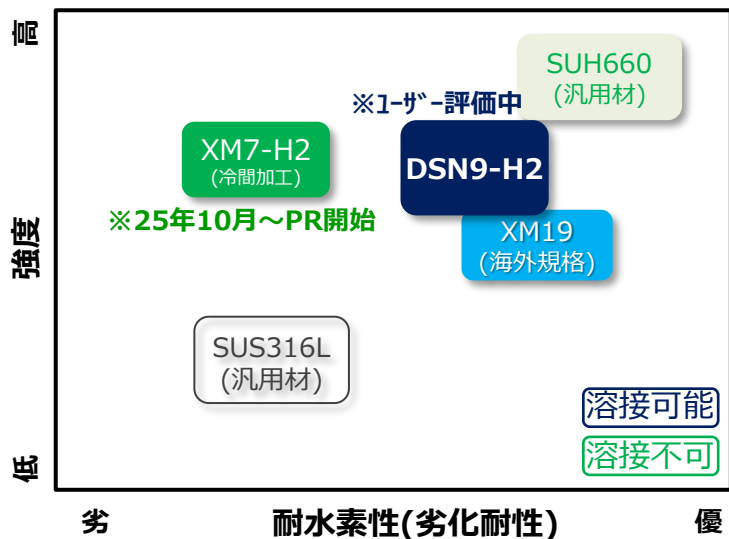 高
強度
低
SUH660
(汎用材)
※ユーザー評価中
XM7-H2
(冷間加工)
DSN9-H2
※25年10月～PR開始
XM19
(海外規格)
SUS316L
(汎用材)
溶接可能
溶接不可
劣
耐水素性(劣化耐性)
優